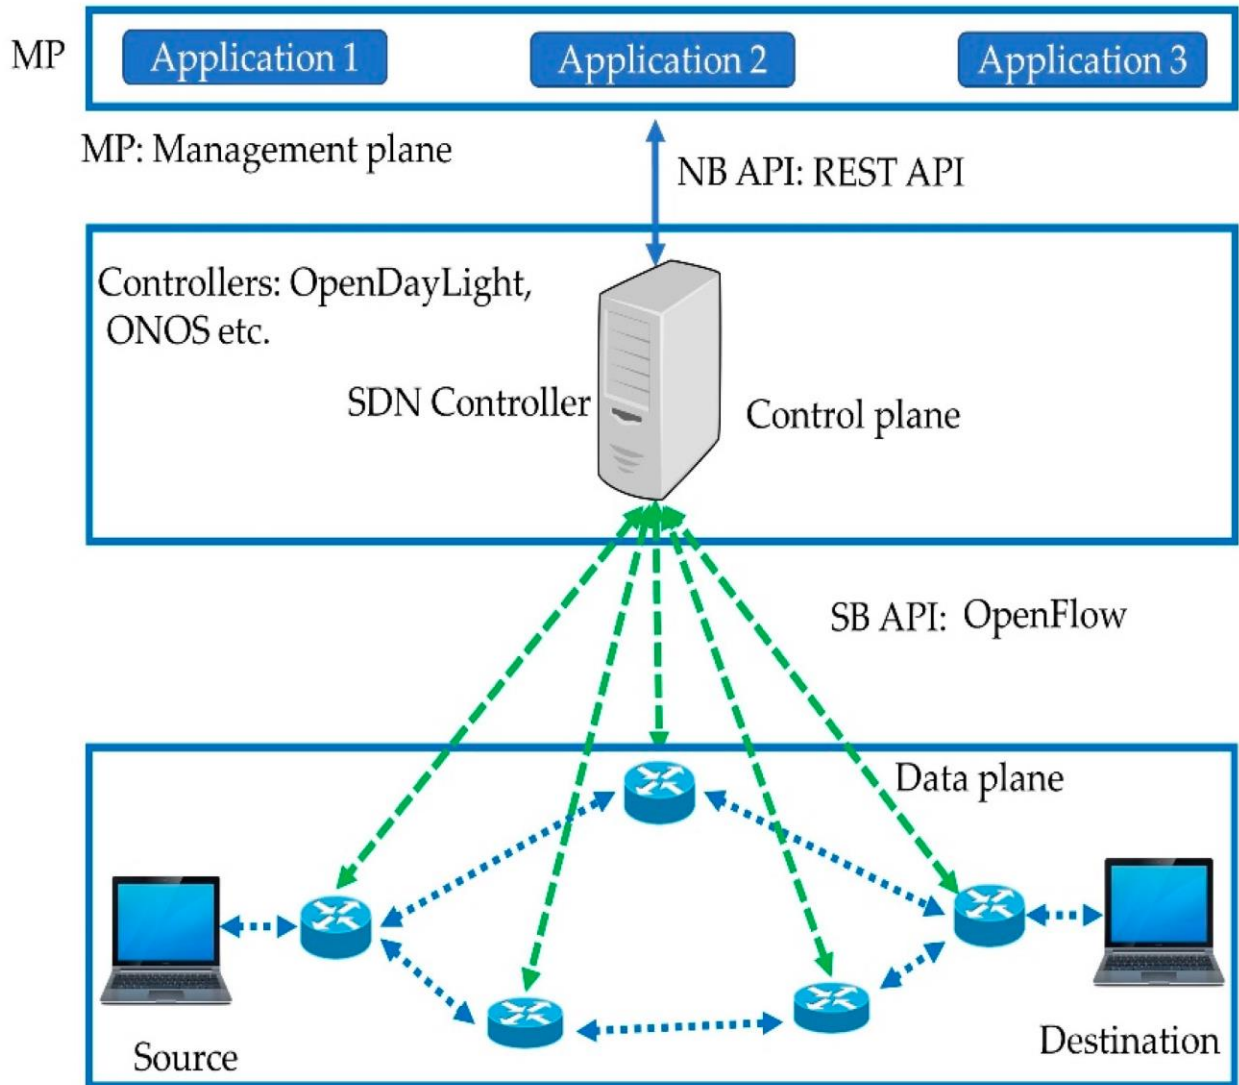 MP
Application 1
Application 2
Application 3
MP: Management plane
NB API: REST API
Controllers: OpenDayLight,
ONOS etc.
SDN Controller
Control plane
SB API: OpenFlow
Data plane
Source
Destination